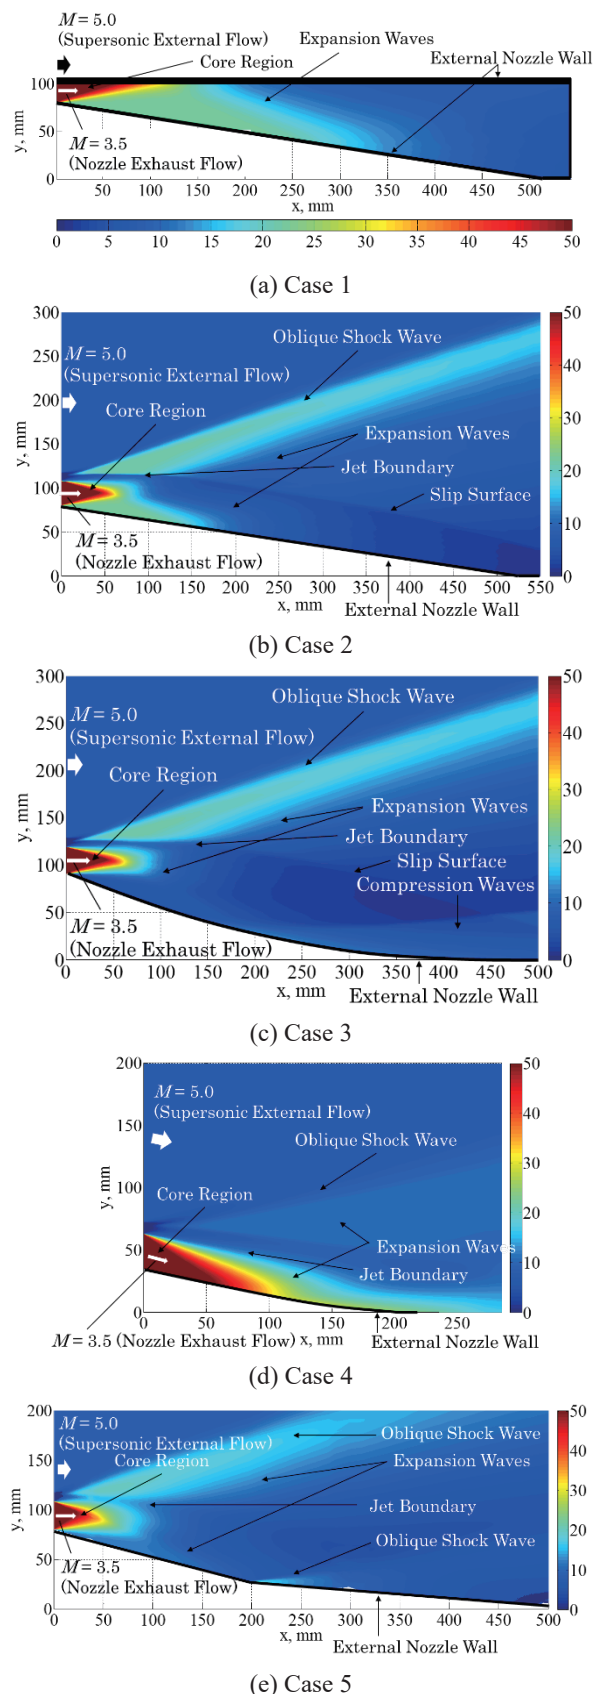 M = 5.0
(Supersonic External Flow)
Expansion Waves
Core Region
External Nozzle Wall
100
50
0
y, mm
M = 3.5
(Nozzle Exhaust Flow)
0 50 100 150 200 250 300 350 400 450 500
x, mm
0 5 10 15 20 25 30 35 40 45 50
(a) Case 1
300
250
200
150
100
50
0
y, mm
Oblique Shock Wave
M = 5.0
(Supersonic External Flow)
Core Region
Expansion Waves
Jet Boundary
Slip Surface
M = 3.5
(Nozzle Exhaust Flow)
50
40
30
20
10
0
0 50 100 150 200 250 300 350 400 450 500 550
x, mm
External Nozzle Wall
(b) Case 2
300
250
200
150
100
50
0
y, mm
Oblique Shock Wave
M = 5.0
(Supersonic External Flow)
Core Region
Expansion Waves
Jet Boundary
Slip Surface
Compression Waves
M = 3.5
(Nozzle Exhaust Flow)
50
40
30
20
10
0
0 50 100 150 200 250 300 350 400 450 500
x, mm
External Nozzle Wall
(c) Case 3
200
150
100
50
0
y, mm
M = 5.0
(Supersonic External Flow)
Oblique Shock Wave
Core Region
Expansion Waves
Jet Boundary
50
40
30
20
10
0
0 50 100 150 200 250
M = 3.5 (Nozzle Exhaust Flow)
x, mm
External Nozzle Wall
(d) Case 4
200
150
100
50
0
y, mm
M = 5.0
(Supersonic External Flow)
Core Region
Oblique Shock Wave
Expansion Waves
Jet Boundary
Oblique Shock Wave
M = 3.5
(Nozzle Exhaust Flow)
50
40
30
20
10
0
0 50 100 150 200 250 300 350 400 450 500
x, mm
External Nozzle Wall
(e) Case 5